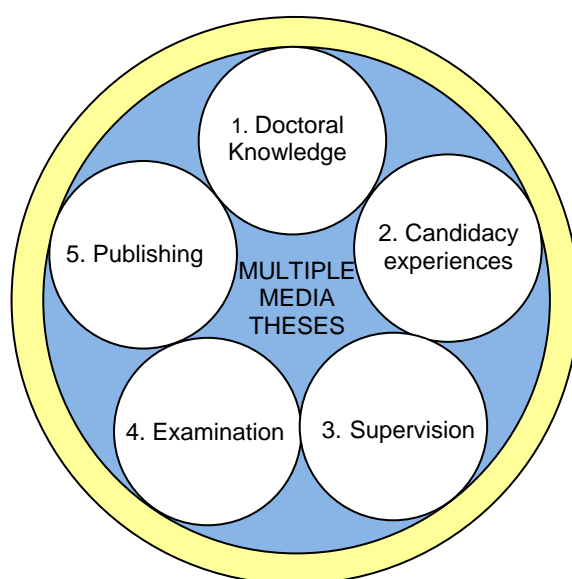 1. Doctoral
Knowledge
2. Candidacy
experiences
3. Supervision
4. Examination
5. Publishing
MULTIPLE
MEDIA
THESES